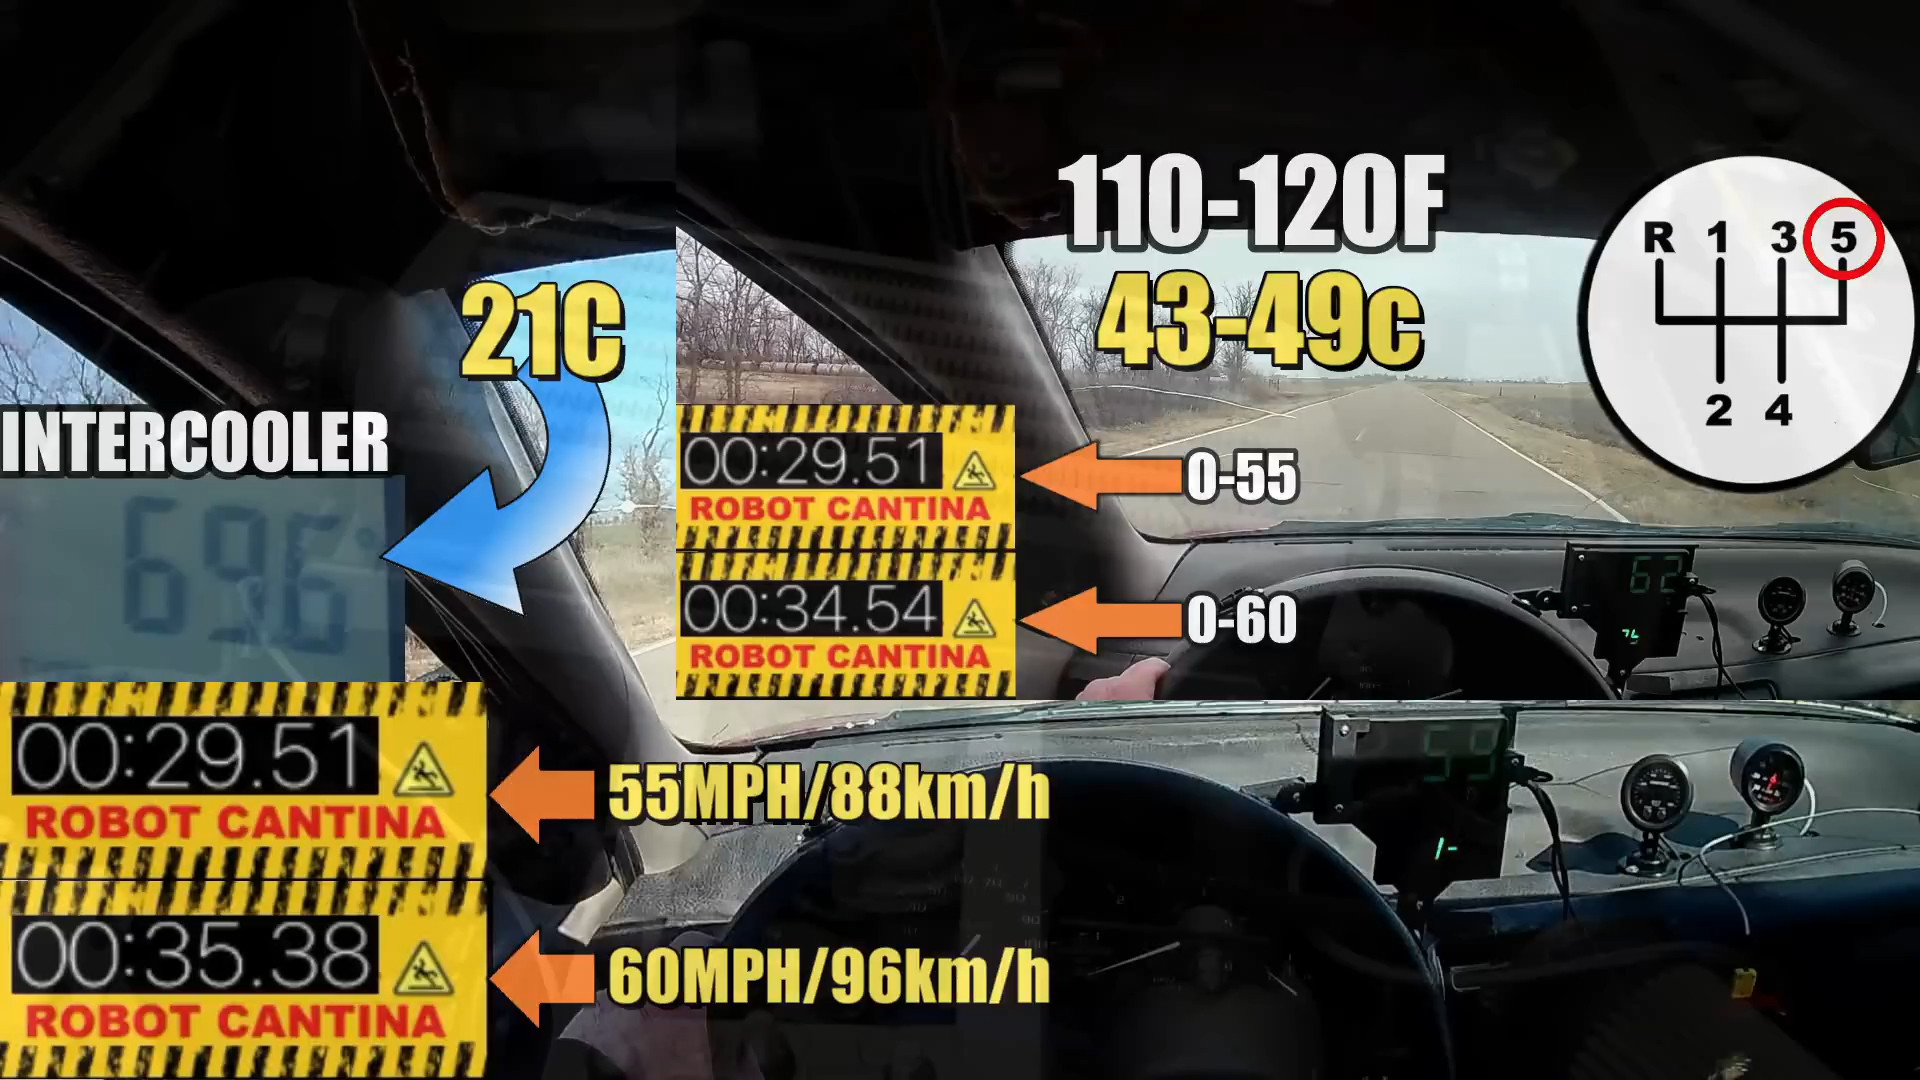 110-120F
43-49c
21C
R 1 3 5
2 4
INTERCOOLER
69.6°
00:29.51
ROBOT CANTINA
0-55
00:34.54
ROBOT CANTINA
0-60
62
00:29.51
ROBOT CANTINA
55MPH/88km/h
59
00:35.38
ROBOT CANTINA
60MPH/96km/h